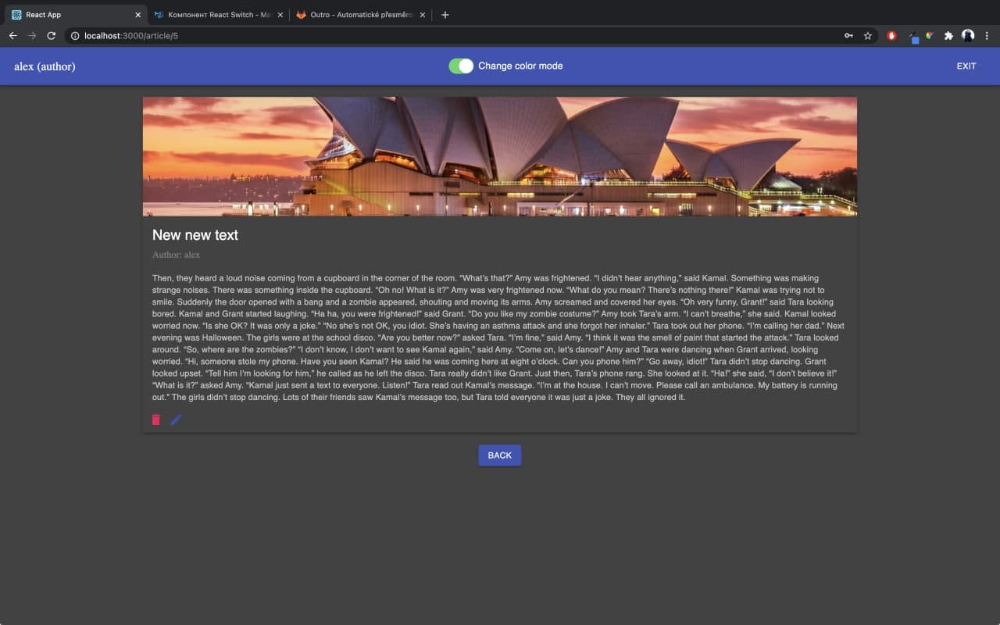 React App
Компонент React Switch - Ma
Outro - Automatické přesměro
localhost:3000/article/5
alex (author)
Change color mode
EXIT
New new text
Author: alex
Then, they heard a loud noise coming from a cupboard in the corner of the room. “What’s that?” Amy was frightened. “I didn’t hear anything,” said Kamal. Something was making
strange noises. There was something inside the cupboard. “Oh no! What is it?” Amy was very frightened now. “What do you mean? There’s nothing there!” Kamal was trying not to
smile. Suddenly the door opened with a bang and a zombie appeared, shouting and moving its arms. Amy screamed and covered her eyes. “Oh very funny, Grant!” said Tara looking
bored. Kamal and Grant started laughing. “Ha ha, you were frightened!” said Grant. “Do you like my zombie costume?” Amy took Tara’s arm. “I can’t breathe,” she said. Kamal looked
worried now. “Is she OK? It was only a joke.” “No she’s not OK, you idiot. She’s having an asthma attack and she forgot her inhaler.” Tara took out her phone. “I’m calling her dad.” Next
evening was Halloween. The girls were at the school disco. “Are you better now?” asked Tara. “I’m fine,” said Amy. “I think it was the smell of paint that started the attack.” Tara looked
around. “So, where are the zombies?” “I don’t know, I don’t want to see Kamal again,” said Amy. “Come on, let’s dance!” Amy and Tara were dancing when Grant arrived, looking
worried. “Hi, someone stole my phone. Have you seen Kamal? He said he was coming here at eight o’clock. Can you phone him?” “Go away, idiot!” Tara didn’t stop dancing. Grant
looked upset. “Tell him I’m looking for him,” he called as he left the disco. Tara really didn’t like Grant. Just then, Tara’s phone rang. She looked at it. “Ha!” she said, “I don’t believe it!”
“What is it?” asked Amy. “Kamal just sent a text to everyone. Listen!” Tara read out Kamal’s message. “I’m at the house. I can’t move. Please call an ambulance. My battery is running
out.” The girls didn’t stop dancing. Lots of their friends saw Kamal’s message too, but Tara told everyone it was just a joke. They all ignored it.
BACK